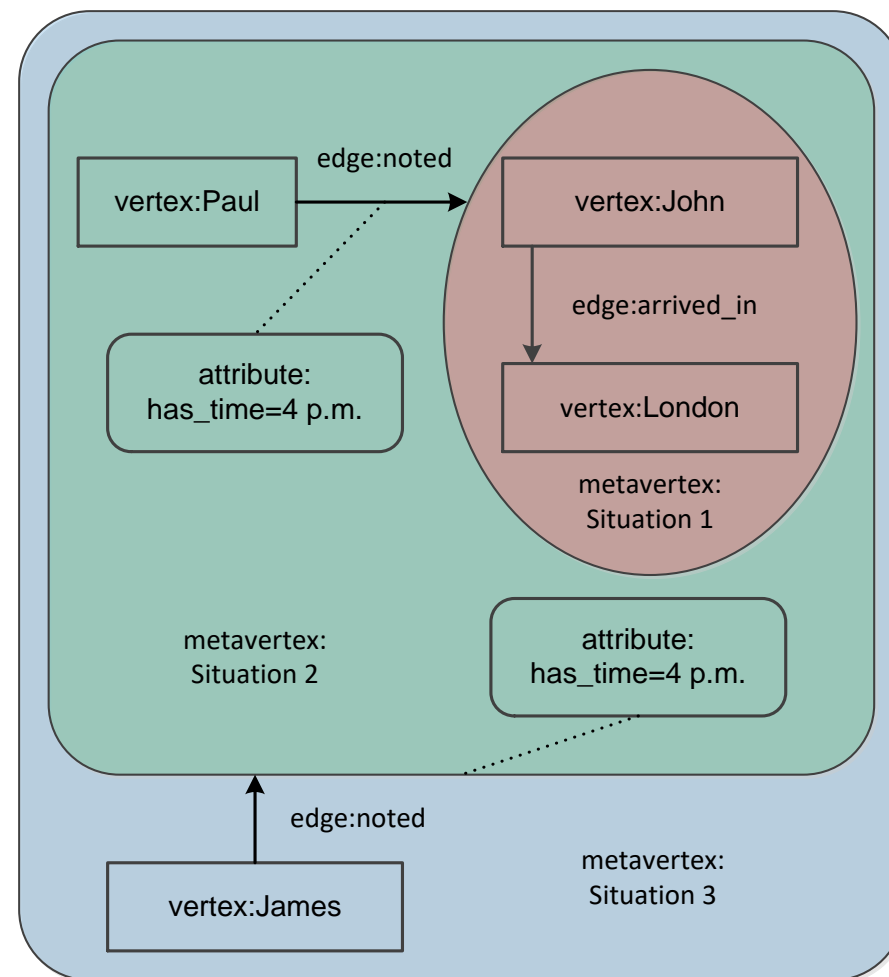 edge:noted
vertex:Paul
vertex:John
edge:arrived_in
attribute:
has_time=4 p.m.
vertex:London
metavertex:
Situation 1
metavertex:
Situation 2
attribute:
has_time=4 p.m.
edge:noted
vertex:James
metavertex:
Situation 3